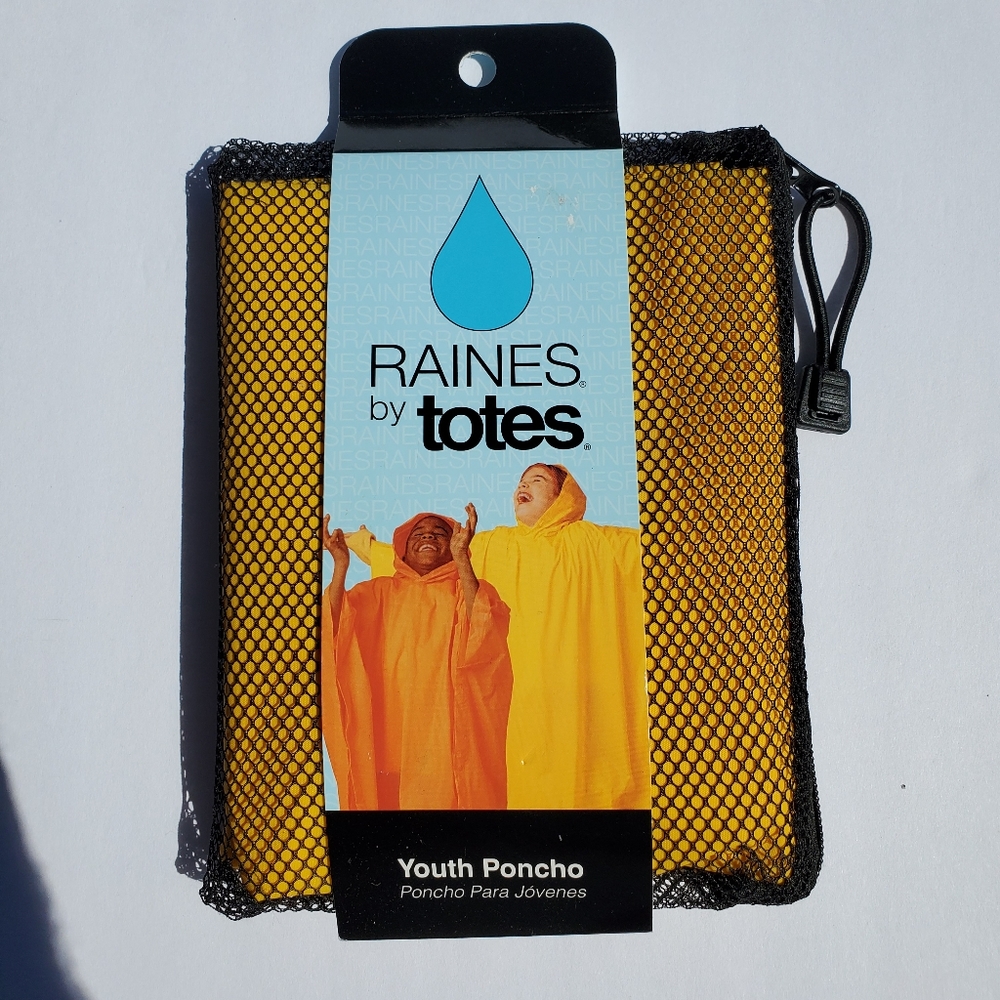 RAINES®
by totes®
Youth Poncho
Poncho Para Jóvenes